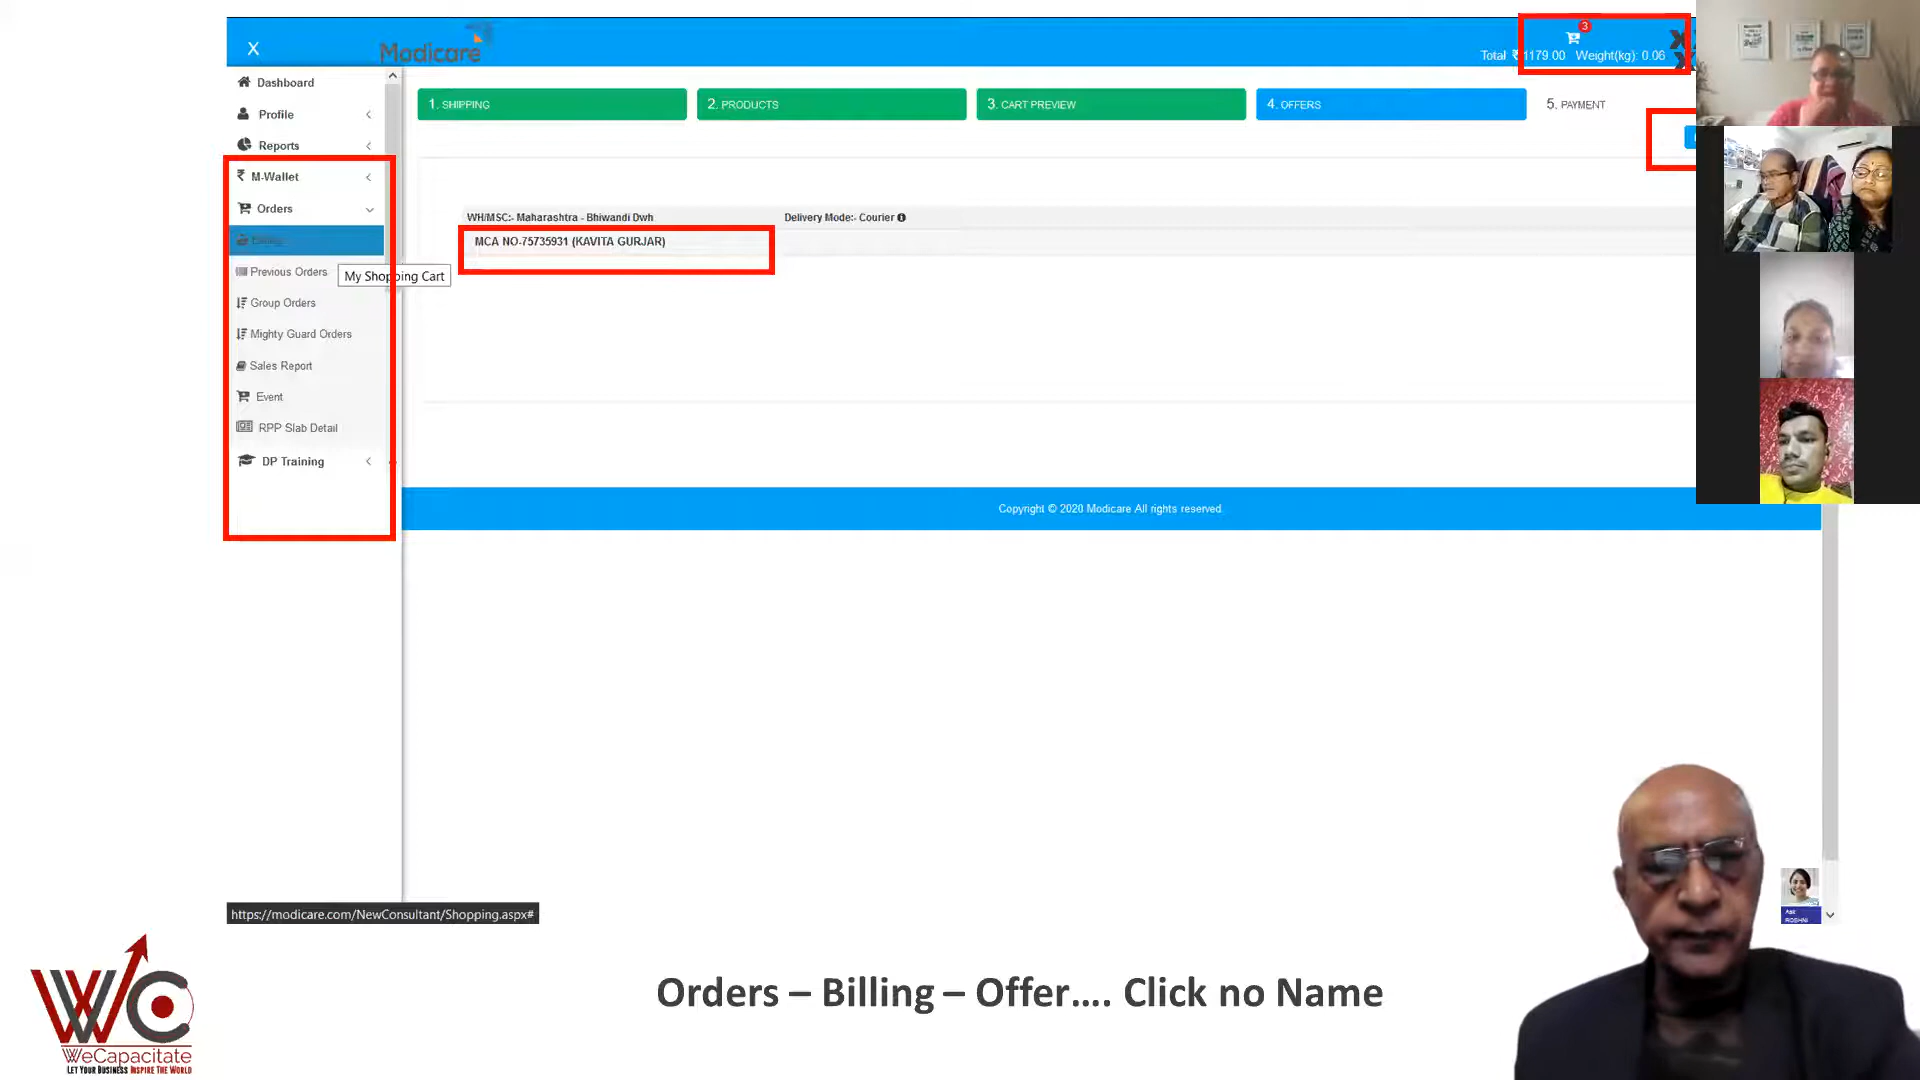 X
Modicare
3
Total ₹ 1179.00 Weight(kg): 0.06
Dashboard
Profile
Reports
M-Wallet
Orders
Billing
Previous Orders
My Shopping Cart
Group Orders
Mighty Guard Orders
Sales Report
Event
RPP Slab Detail
DP Training
1. SHIPPING
2. PRODUCTS
3. CART PREVIEW
4. OFFERS
5. PAYMENT
WH/MSC:- Maharashtra - Bhiwandi Dwh
Delivery Mode:- Courier
MCA NO-75735931 (KAVITA GURJAR)
Copyright © 2020 Modicare All rights reserved.
Ask
ROSHNI
https://modicare.com/NewConsultant/Shopping.aspx#
WC
WeCapacitate
LET YOUR BUSINESS INSPIRE THE WORLD
Orders – Billing – Offer.... Click no Name